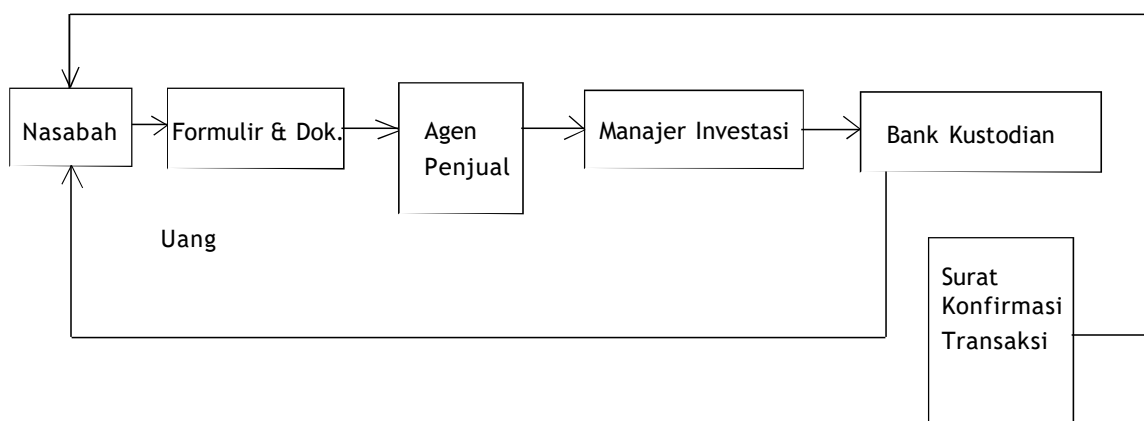 Nasabah
Formulir & Dok.
Agen
Penjual
Manajer Investasi
Bank Kustodian
Uang
Surat
Konfirmasi
Transaksi